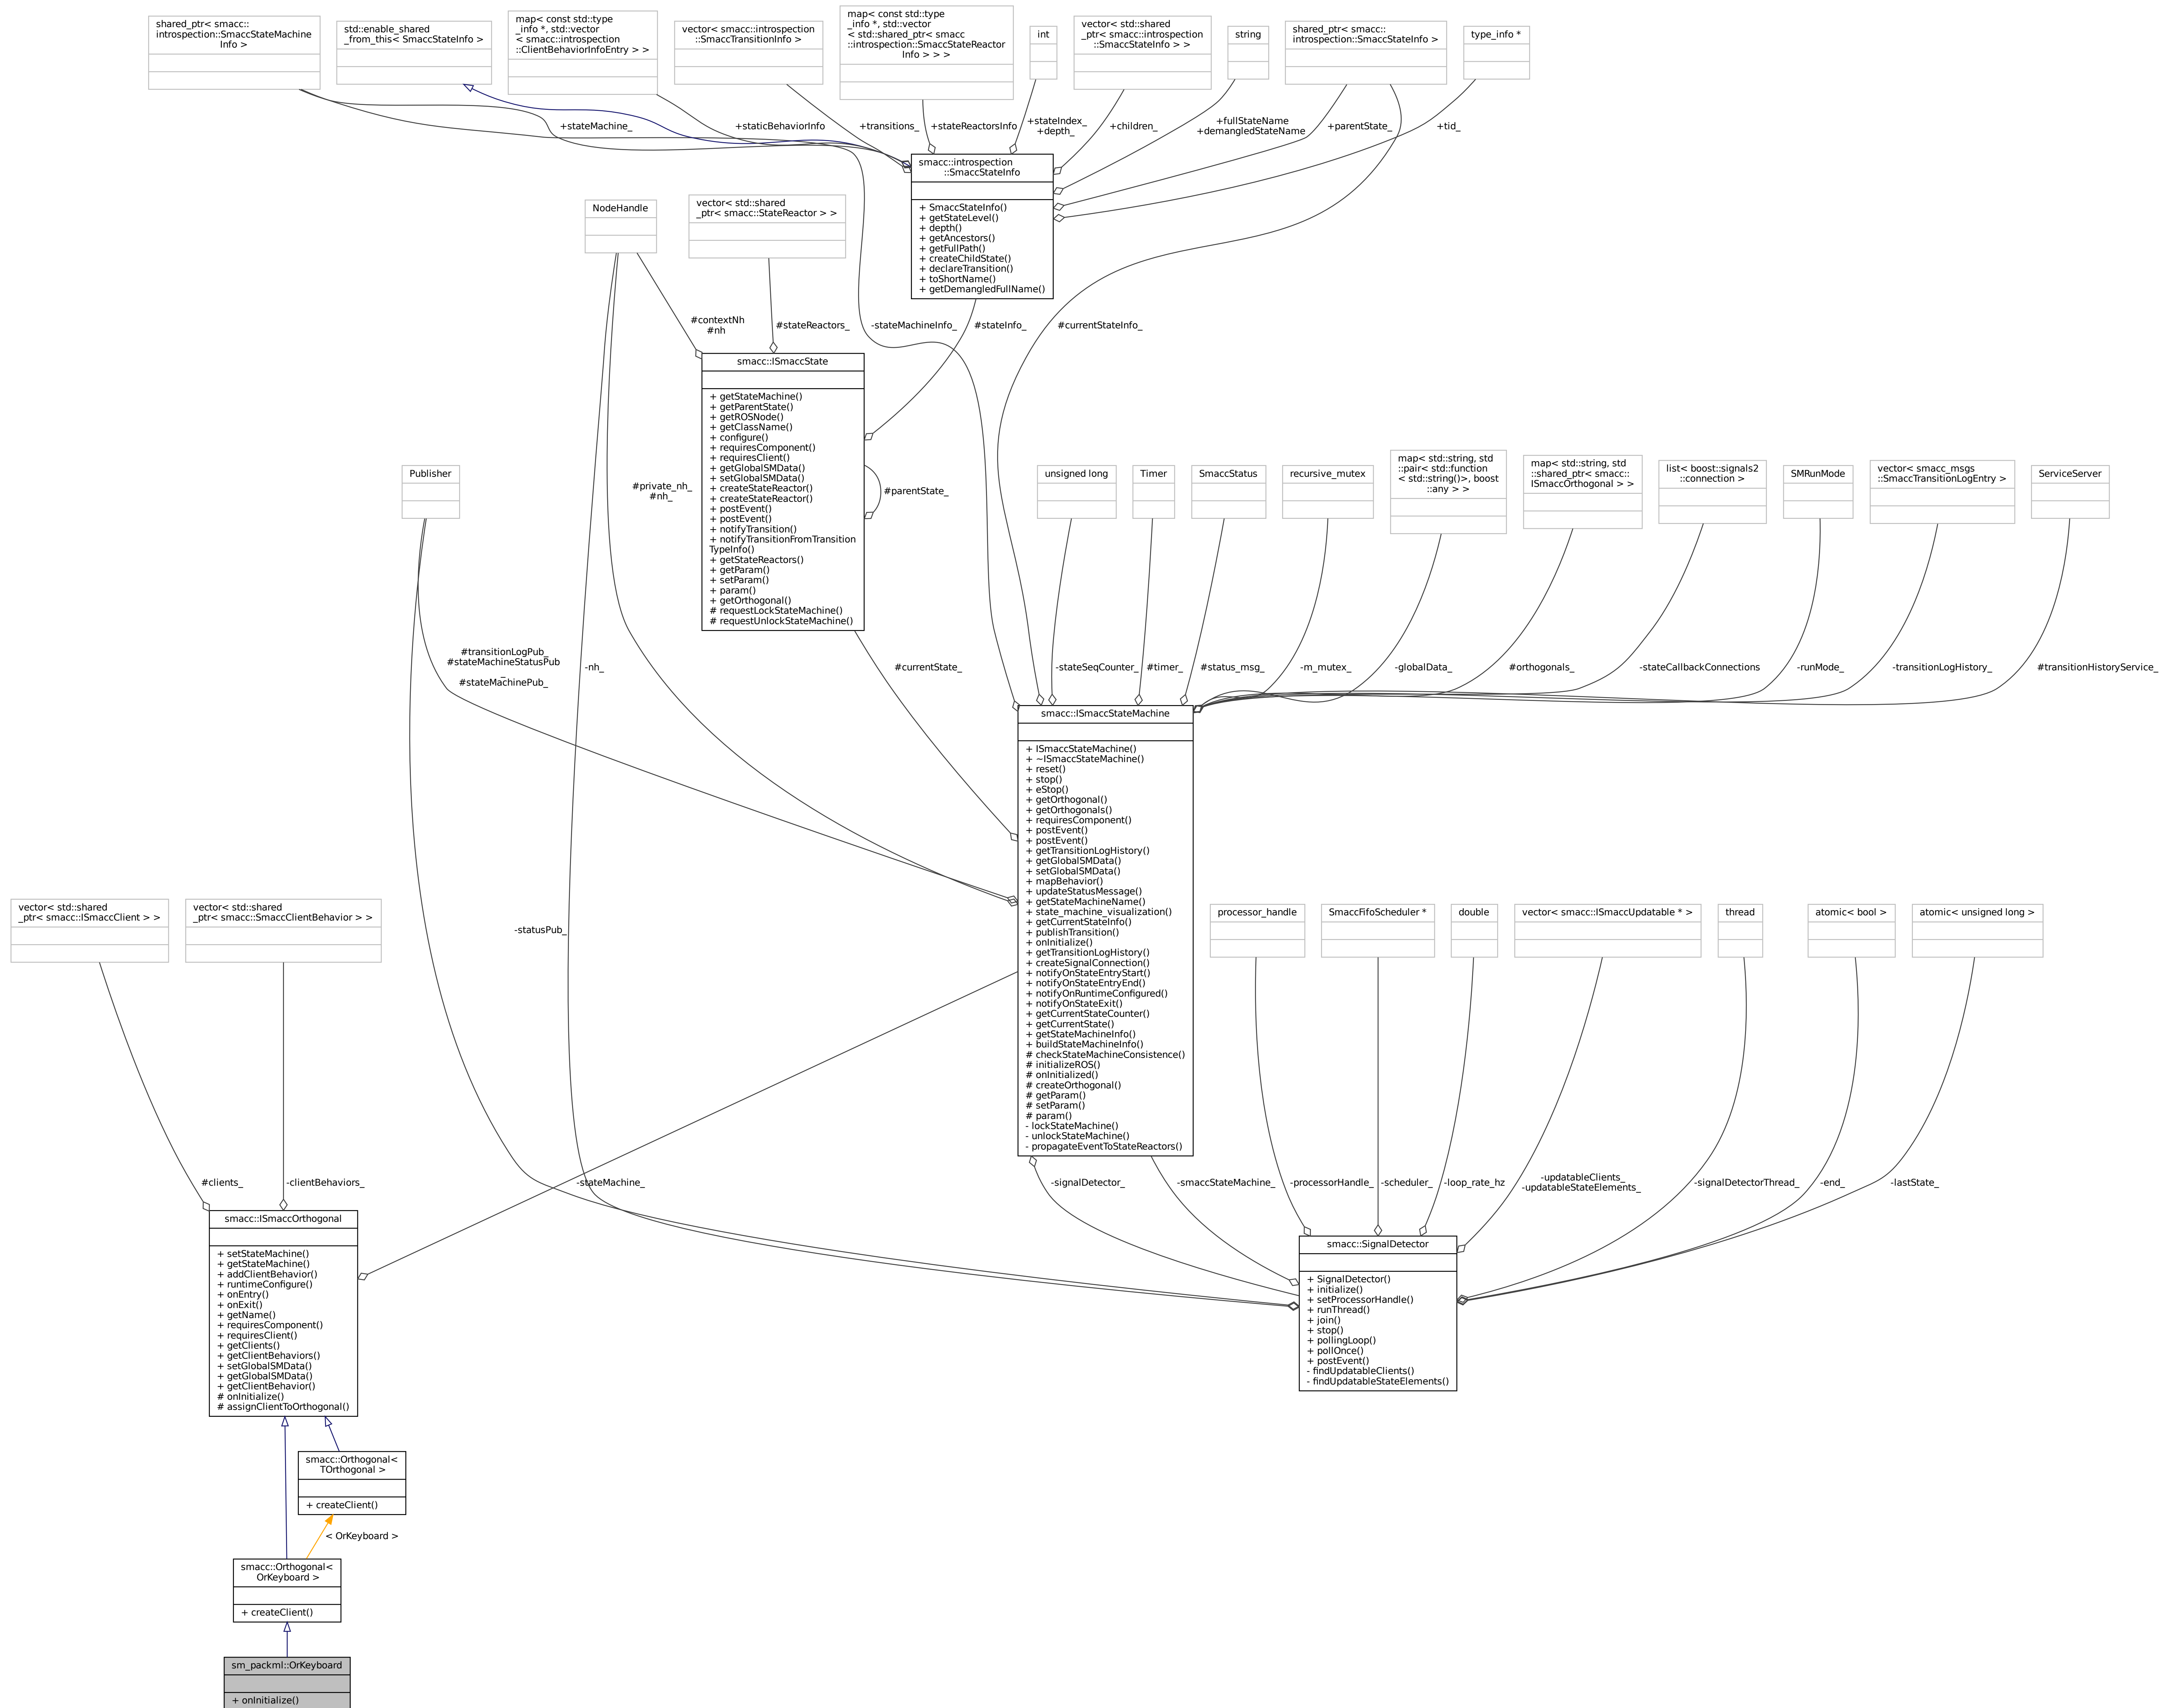 shared_ptr< smacc::
introspection::SmaccStateMachine
Info >
std::enable_shared
_from_this< SmaccStateInfo >
map< const std::type
_info *, std::vector
< smacc::introspection
::ClientBehaviorInfoEntry > >
vector< smacc::introspection
::SmaccTransitionInfo >
map< const std::type
_info *, std::vector
< std::shared_ptr< smacc
::introspection::SmaccStateReactor
Info > > >
int
vector< std::shared
_ptr< smacc::introspection
::SmaccStateInfo > >
string
shared_ptr< smacc::
introspection::SmaccStateInfo >
type_info *
+stateMachine_
+staticBehaviorInfo
+transitions_
+stateReactorsInfo
+stateIndex_
+depth_
+children_
+fullStateName
+demangledStateName
+parentState_
+tid_
smacc::introspection
::SmaccStateInfo
+ SmaccStateInfo()
+ getStateLevel()
+ depth()
+ getAncestors()
+ getFullPath()
+ createChildState()
+ declareTransition()
+ toShortName()
+ getDemangledFullName()
NodeHandle
vector< std::shared
_ptr< smacc::StateReactor > >
#contextNh
#nh
#stateReactors_
-stateMachineInfo_
#stateInfo_
#currentStateInfo_
smacc::ISmaccState
+ getStateMachine()
+ getParentState()
+ getROSNode()
+ getClassName()
+ configure()
+ requiresComponent()
+ requiresClient()
+ getGlobalSMData()
+ setGlobalSMData()
+ createStateReactor()
+ createStateReactor()
+ postEvent()
+ postEvent()
+ notifyTransition()
+ notifyTransitionFromTransition
TypeInfo()
+ getStateReactors()
+ getParam()
+ setParam()
+ param()
+ getOrthogonal()
# requestLockStateMachine()
# requestUnlockStateMachine()
#parentState_
Publisher
#private_nh_
#nh_
unsigned long
Timer
SmaccStatus
recursive_mutex
map< std::string, std
::pair< std::function
< std::string()>, boost
::any > >
map< std::string, std
::shared_ptr< smacc::
ISmaccOrthogonal > >
list< boost::signals2
::connection >
SMRunMode
vector< smacc_msgs
::SmaccTransitionLogEntry >
ServiceServer
#transitionLogPub_
#stateMachineStatusPub
_
#stateMachinePub_
-nh_
#currentState_
-stateSeqCounter_
#timer_
#status_msg_
-m_mutex_
-globalData_
#orthogonals_
-stateCallbackConnections
-runMode_
-transitionLogHistory_
#transitionHistoryService_
smacc::ISmaccStateMachine
+ ISmaccStateMachine()
+ ~ISmaccStateMachine()
+ reset()
+ stop()
+ eStop()
+ getOrthogonal()
+ getOrthogonals()
+ requiresComponent()
+ postEvent()
+ postEvent()
+ getTransitionLogHistory()
+ getGlobalSMData()
+ setGlobalSMData()
+ mapBehavior()
+ updateStatusMessage()
+ getStateMachineName()
+ state_machine_visualization()
+ getCurrentStateInfo()
+ publishTransition()
+ onInitialize()
+ getTransitionLogHistory()
+ createSignalConnection()
+ notifyOnStateEntryStart()
+ notifyOnStateEntryEnd()
+ notifyOnRuntimeConfigured()
+ notifyOnStateExit()
+ getCurrentStateCounter()
+ getCurrentState()
+ getStateMachineInfo()
+ buildStateMachineInfo()
# checkStateMachineConsistence()
# initializeROS()
# onInitialized()
# createOrthogonal()
# getParam()
# setParam()
# param()
- lockStateMachine()
- unlockStateMachine()
- propagateEventToStateReactors()
vector< std::shared
_ptr< smacc::ISmaccClient > >
vector< std::shared
_ptr< smacc::SmaccClientBehavior > >
-statusPub_
processor_handle
SmaccFifoScheduler *
double
vector< smacc::ISmaccUpdatable * >
thread
atomic< bool >
atomic< unsigned long >
#clients_
-clientBehaviors_
-stateMachine_
-signalDetector_
-smaccStateMachine_
-processorHandle_
-scheduler_
-loop_rate_hz
-updatableClients_
-updatableStateElements_
-signalDetectorThread_
-end_
-lastState_
smacc::ISmaccOrthogonal
+ setStateMachine()
+ getStateMachine()
+ addClientBehavior()
+ runtimeConfigure()
+ onEntry()
+ onExit()
+ getName()
+ requiresComponent()
+ requiresClient()
+ getClients()
+ getClientBehaviors()
+ setGlobalSMData()
+ getGlobalSMData()
+ getClientBehavior()
# onInitialize()
# assignClientToOrthogonal()
smacc::SignalDetector
+ SignalDetector()
+ initialize()
+ setProcessorHandle()
+ runThread()
+ join()
+ stop()
+ pollingLoop()
+ pollOnce()
+ postEvent()
- findUpdatableClients()
- findUpdatableStateElements()
smacc::Orthogonal<
TOrthogonal >
+ createClient()
< OrKeyboard >
smacc::Orthogonal<
OrKeyboard >
+ createClient()
sm_packml::OrKeyboard
+ onInitialize()